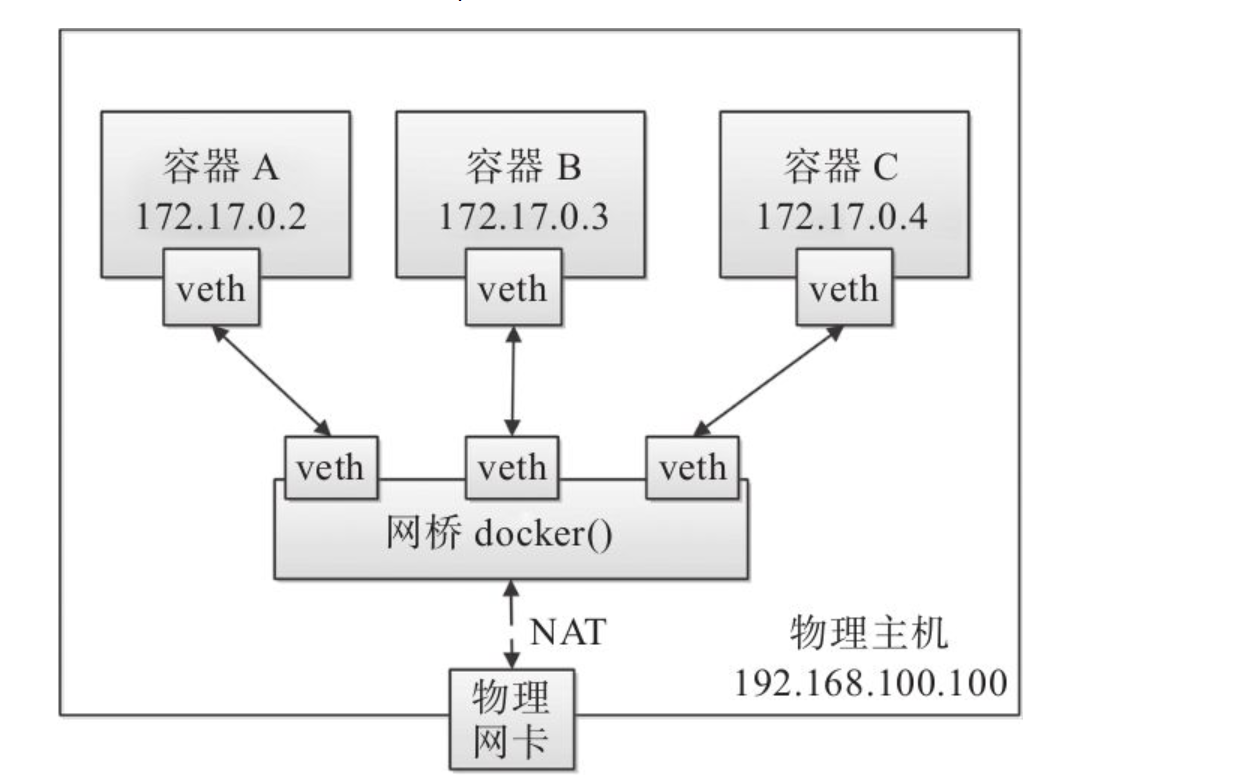 容器 A
172.17.0.2
veth
容器 B
172.17.0.3
veth
容器 C
172.17.0.4
veth
veth
veth
veth
网桥 docker()
NAT
物理主机
192.168.100.100
物理
网卡